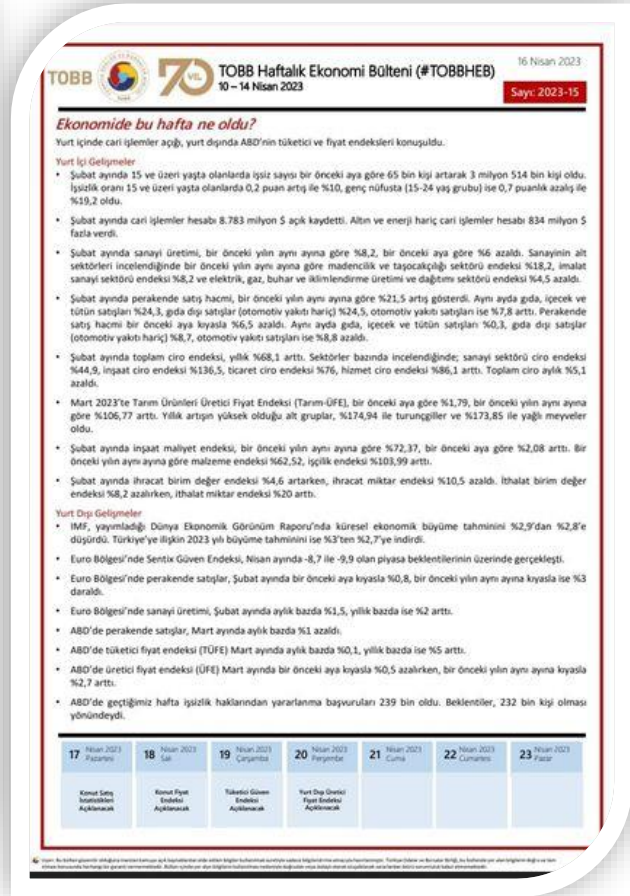 TOBB
70 YIL
TOBB Haftalık Ekonomi Bülteni (#TOBBHEB)
10 – 14 Nisan 2023
16 Nisan 2023
Sayı: 2023-15
Ekonomide bu hafta ne oldu?
Yurt içinde cari işlemler açığı, yurt dışında ABD'nin tüketici ve fiyat endeksleri konuşuldu.
Yurt İçi Gelişmeler
• Şubat ayında 15 ve üzeri yaşta olanlarda işsiz sayısı bir önceki aya göre 65 bin kişi artarak 3 milyon 514 bin kişi oldu.
İşsizlik oranı 15 ve üzeri yaşta olanlarda 0,2 puan artış ile %10, genç nüfusta (15-24 yaş grubu) ise 0,7 puanlık azalış ile
%19,2 oldu.
• Şubat ayında cari işlemler hesabı 8.783 milyon $ açık kaydetti. Altın ve enerji hariç cari işlemler hesabı 834 milyon $
fazla verdi.
• Şubat ayında sanayi üretimi, bir önceki yılın aynı ayına göre %8,2, bir önceki aya göre %6 azaldı. Sanayinin alt
sektörleri incelendiğinde bir önceki yılın aynı ayına göre madencilik ve taşocakçılığı sektörü endeksi %18,2, imalat
sanayi sektörü endeksi %8,2 ve elektrik, gaz, buhar ve iklimlendirme üretimi ve dağıtımı sektörü endeksi %4,5 azaldı.
• Şubat ayında perakende satış hacmi, bir önceki yılın aynı ayına göre %21,5 artış gösterdi. Aynı ayda gıda, içecek ve
tütün satışları %24,3, gıda dışı satışlar (otomotiv yakıtı hariç) %24,5, otomotiv yakıtı satışları ise %7,8 arttı. Perakende
satış hacmi bir önceki aya kıyasla %6,5 azaldı. Aynı ayda gıda, içecek ve tütün satışları %0,3, gıda dışı satışlar
(otomotiv yakıtı hariç) %8,7, otomotiv yakıtı satışları ise %8,8 azaldı.
• Şubat ayında toplam ciro endeksi, yıllık %68,1 arttı. Sektörler bazında incelendiğinde; sanayi sektörü ciro endeksi
%44,9, inşaat ciro endeksi %136,5, ticaret ciro endeksi %76, hizmet ciro endeksi %86,1 arttı. Toplam ciro aylık %5,1
azaldı.
• Mart 2023'te Tarım Ürünleri Üretici Fiyat Endeksi (Tarım-ÜFE), bir önceki aya göre %1,79, bir önceki yılın aynı ayına
göre %106,77 arttı. Yıllık artışın yüksek olduğu alt gruplar, %174,94 ile turunçgiller ve %173,85 ile yağlı meyveler
oldu.
• Şubat ayında inşaat maliyet endeksi, bir önceki yılın aynı ayına göre %72,37, bir önceki aya göre %2,08 arttı. Bir
önceki yılın aynı ayına göre malzeme endeksi %62,52, işçilik endeksi %103,99 arttı.
• Şubat ayında ihracat birim değer endeksi %4,6 artarken, ihracat miktar endeksi %10,5 azaldı. İthalat birim değer
endeksi %8,2 azalırken, ithalat miktar endeksi %20 arttı.
Yurt Dışı Gelişmeler
• IMF, yayımladığı Dünya Ekonomik Görünüm Raporu'nda küresel ekonomik büyüme tahminini %2,9'dan %2,8'e
düşürdü. Türkiye'ye ilişkin 2023 yılı büyüme tahminini ise %3'ten %2,7'ye indirdi.
• Euro Bölgesi'nde Sentix Güven Endeksi, Nisan ayında -8,7 ile -9,9 olan piyasa beklentilerinin üzerinde gerçekleşti.
• Euro Bölgesi'nde perakende satışlar, Şubat ayında bir önceki aya kıyasla %0,8, bir önceki yılın aynı ayına kıyasla ise %3
daraldı.
• Euro Bölgesi'nde sanayi üretimi, Şubat ayında aylık bazda %1,5, yıllık bazda ise %2 arttı.
• ABD'de perakende satışlar, Mart ayında aylık bazda %1 azaldı.
• ABD'de tüketici fiyat endeksi (TÜFE) Mart ayında aylık bazda %0,1, yıllık bazda ise %5 arttı.
• ABD'de üretici fiyat endeksi (ÜFE) Mart ayında bir önceki aya kıyasla %0,5 azalırken, bir önceki yılın aynı ayına kıyasla
%2,7 arttı.
• ABD'de geçtiğimiz hafta işsizlik haklarından yararlanma başvuruları 239 bin oldu. Beklentiler, 232 bin kişi olması
yönündeydi.
17 Nisan 2023 Pazartesi
18 Nisan 2023 Salı
19 Nisan 2023 Çarşamba
20 Nisan 2023 Perşembe
21 Nisan 2023 Cuma
22 Nisan 2023 Cumartesi
23 Nisan 2023 Pazar
Konut Satış İstatistikleri Açıklanacak
Konut Fiyat Endeksi Açıklanacak
Tüketici Güven Endeksi Açıklanacak
Yurt Dışı Üretici Fiyat Endeksi Açıklanacak